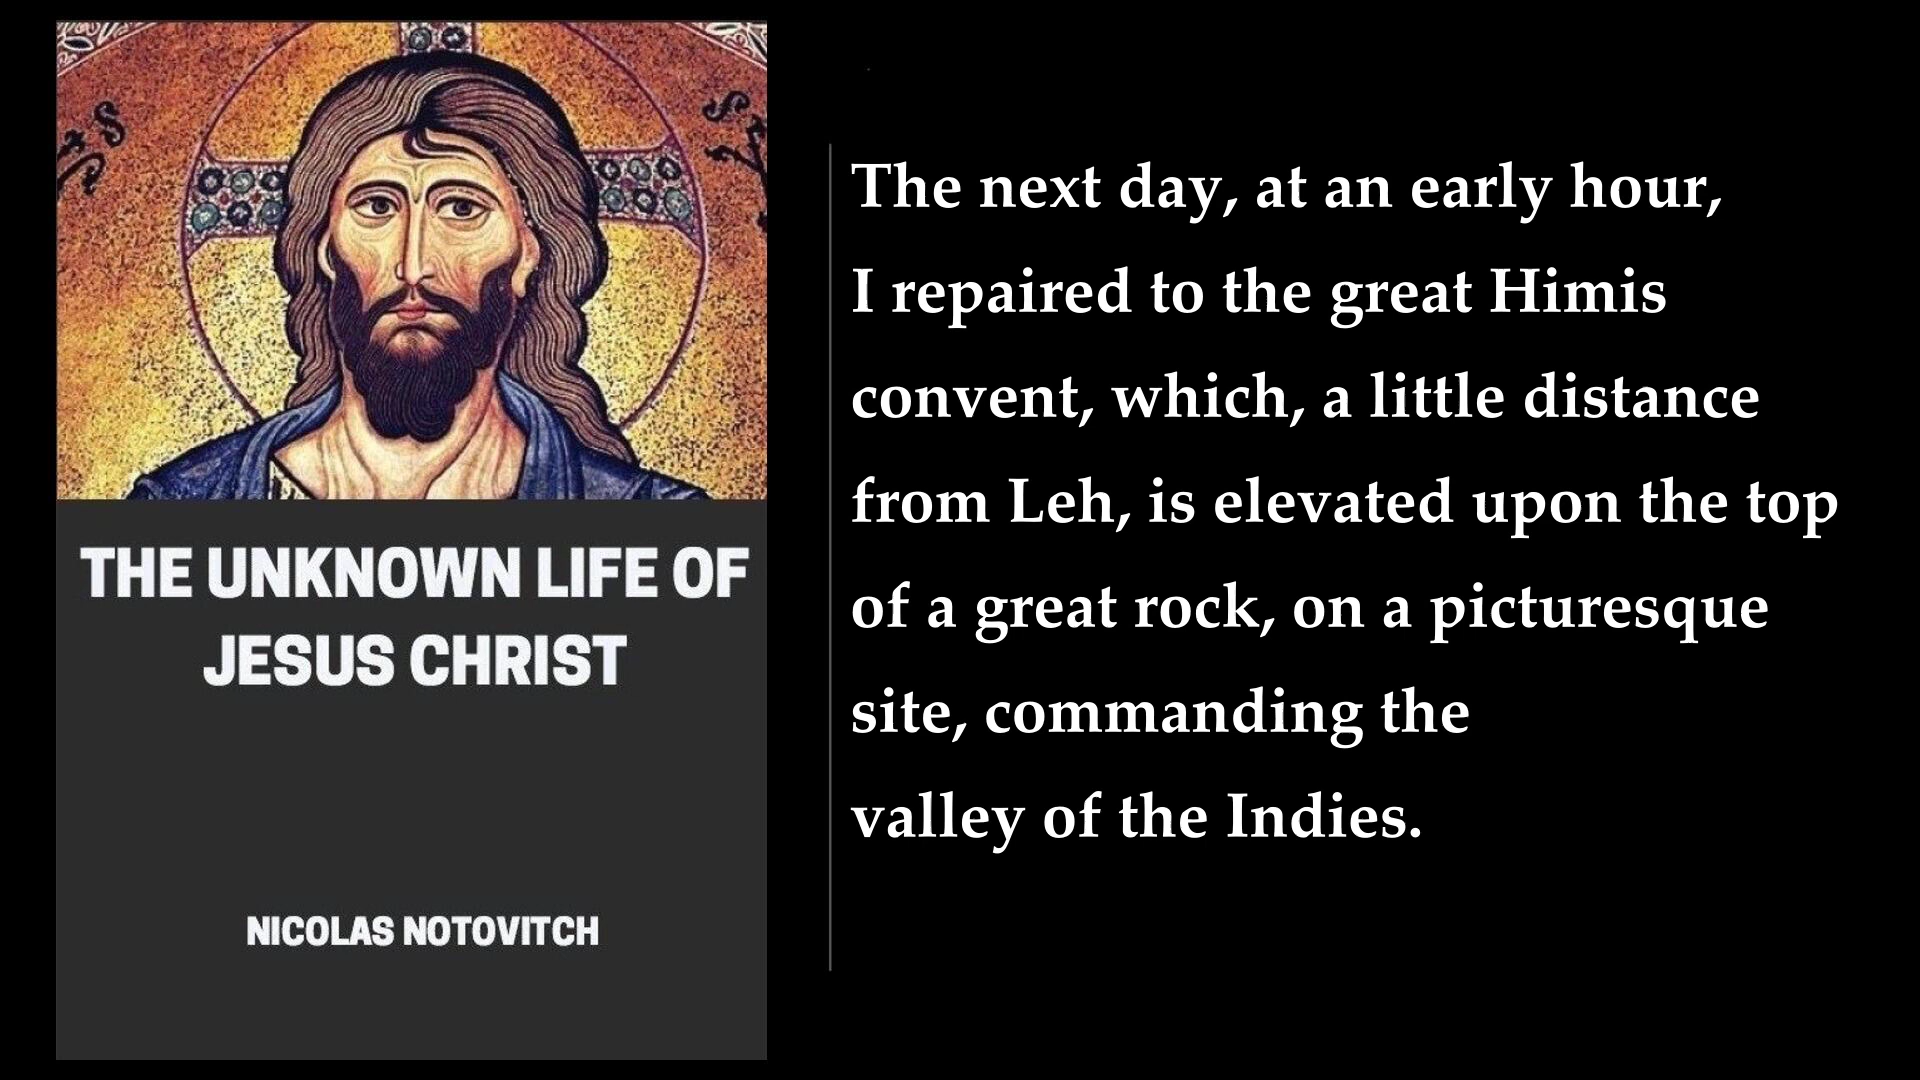 THE UNKNOWN LIFE OF
JESUS CHRIST
NICOLAS NOTOVITCH
The next day, at an early hour,
I repaired to the great Himis
convent, which, a little distance
from Leh, is elevated upon the top
of a great rock, on a picturesque
site, commanding the
valley of the Indies.